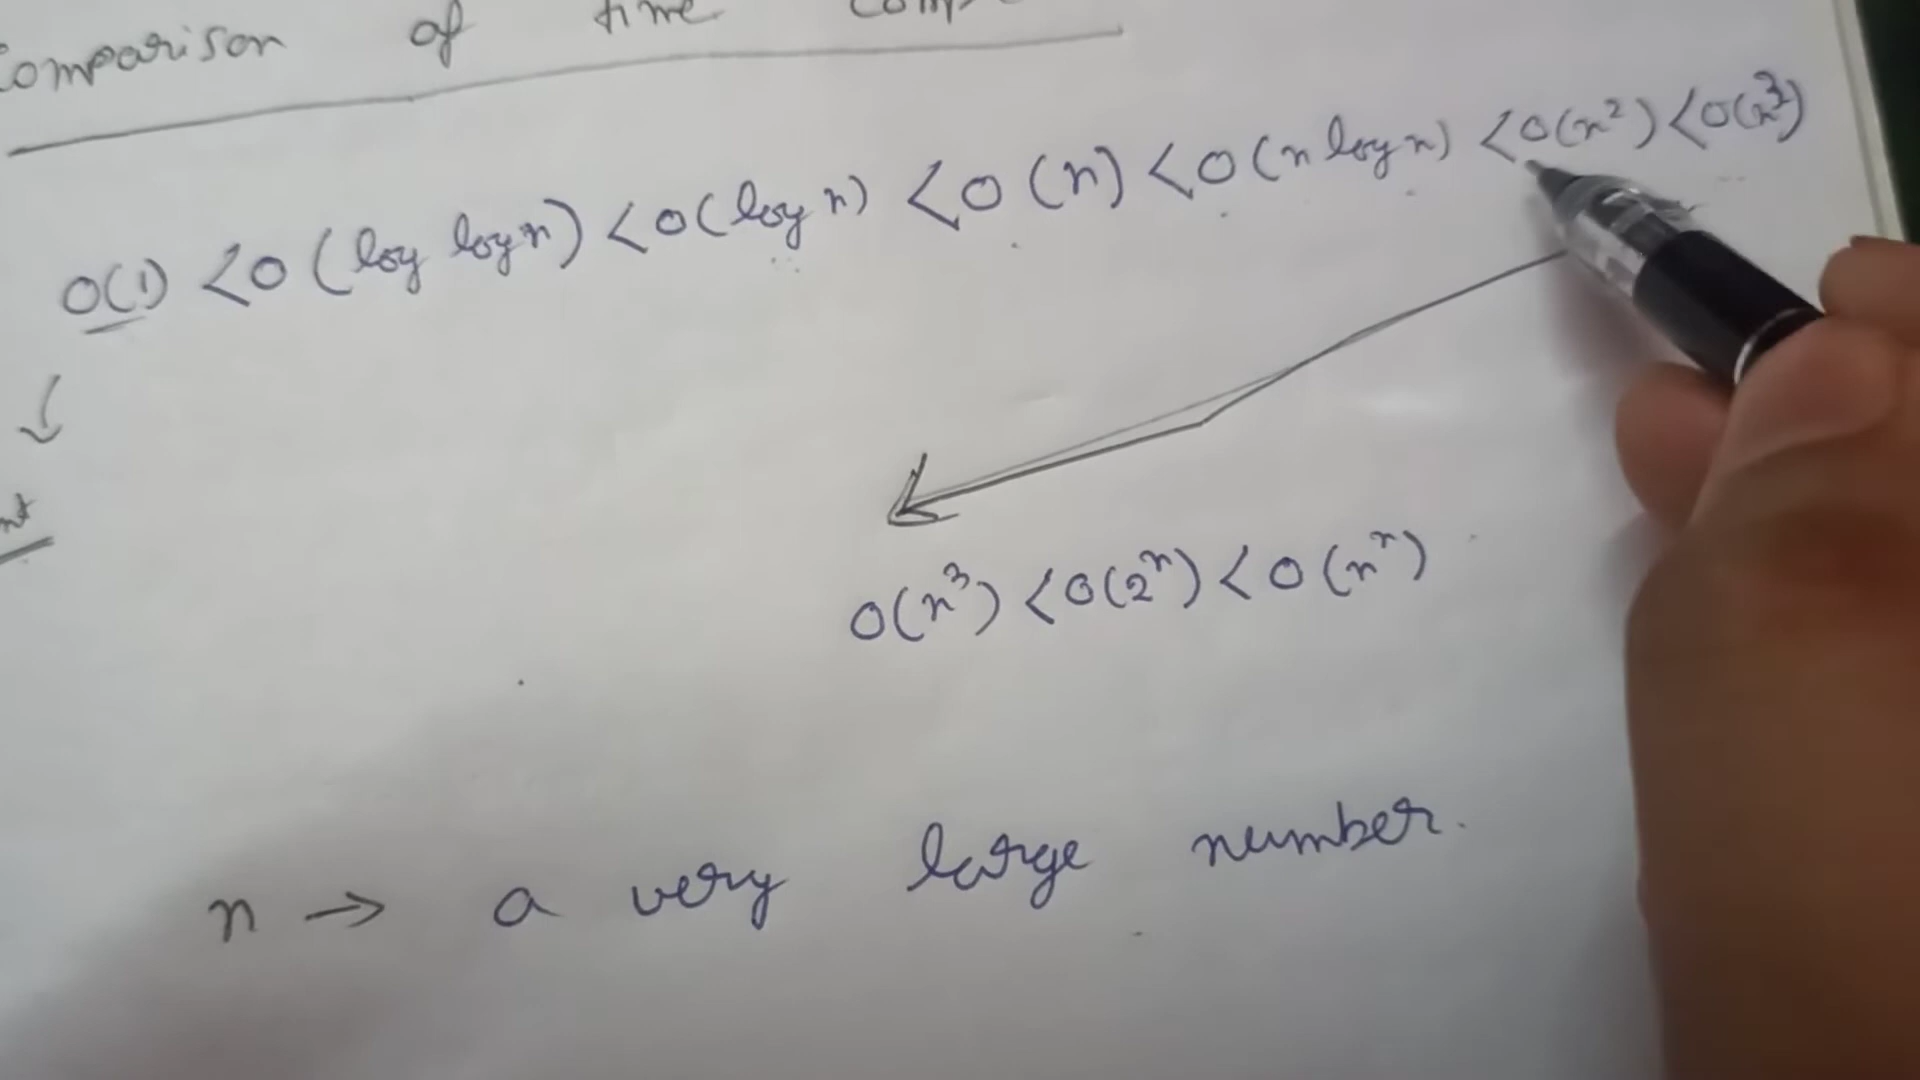 Comparison of time
O(1) < O(log log n) < O(log n) < O(n) < O(n log n) < O(n²) < O(n³)
O(n³) < O(2ⁿ) < O(nⁿ)
n → a very large number.